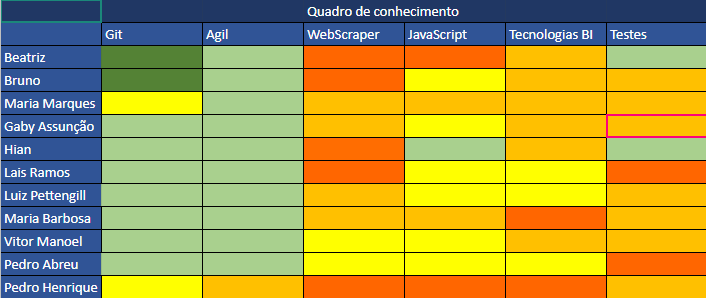 Quadro de conhecimento
Git Agil WebScraper JavaScript Tecnologias BI Testes
Beatriz
Bruno
Maria Marques
Gaby Assunção
Hian
Lais Ramos
Luiz Pettengill
Maria Barbosa
Vitor Manoel
Pedro Abreu
Pedro Henrique